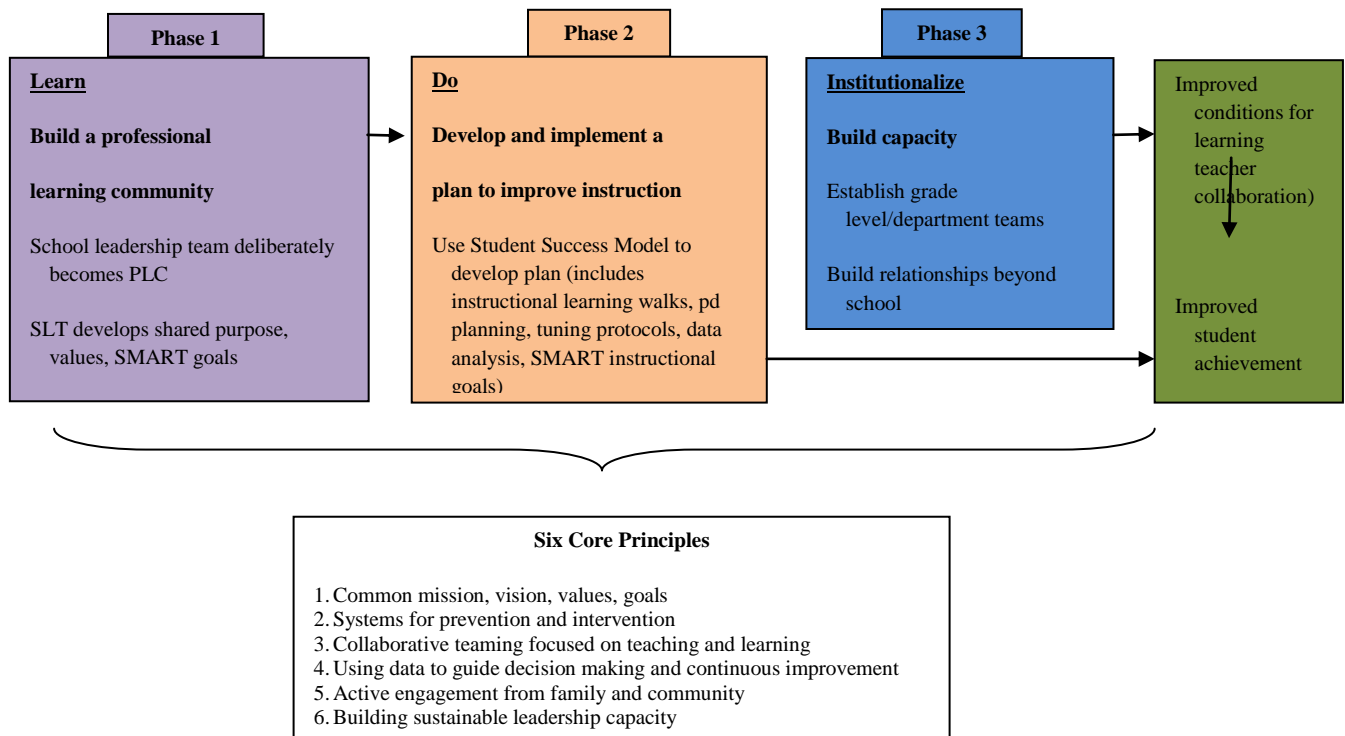 Phase 1
Learn
Build a professional
learning community
School leadership team deliberately
becomes PLC
SLT develops shared purpose,
values, SMART goals
Phase 2
Do
Develop and implement a
plan to improve instruction
Use Student Success Model to
develop plan (includes
instructional learning walks, pd
planning, tuning protocols, data
analysis, SMART instructional
goals)
Phase 3
Institutionalize
Build capacity
Establish grade
level/department teams
Build relationships beyond
school
Improved
conditions for
learning
teacher
collaboration)
Improved
student
achievement
Six Core Principles
1. Common mission, vision, values, goals
2. Systems for prevention and intervention
3. Collaborative teaming focused on teaching and learning
4. Using data to guide decision making and continuous improvement
5. Active engagement from family and community
6. Building sustainable leadership capacity